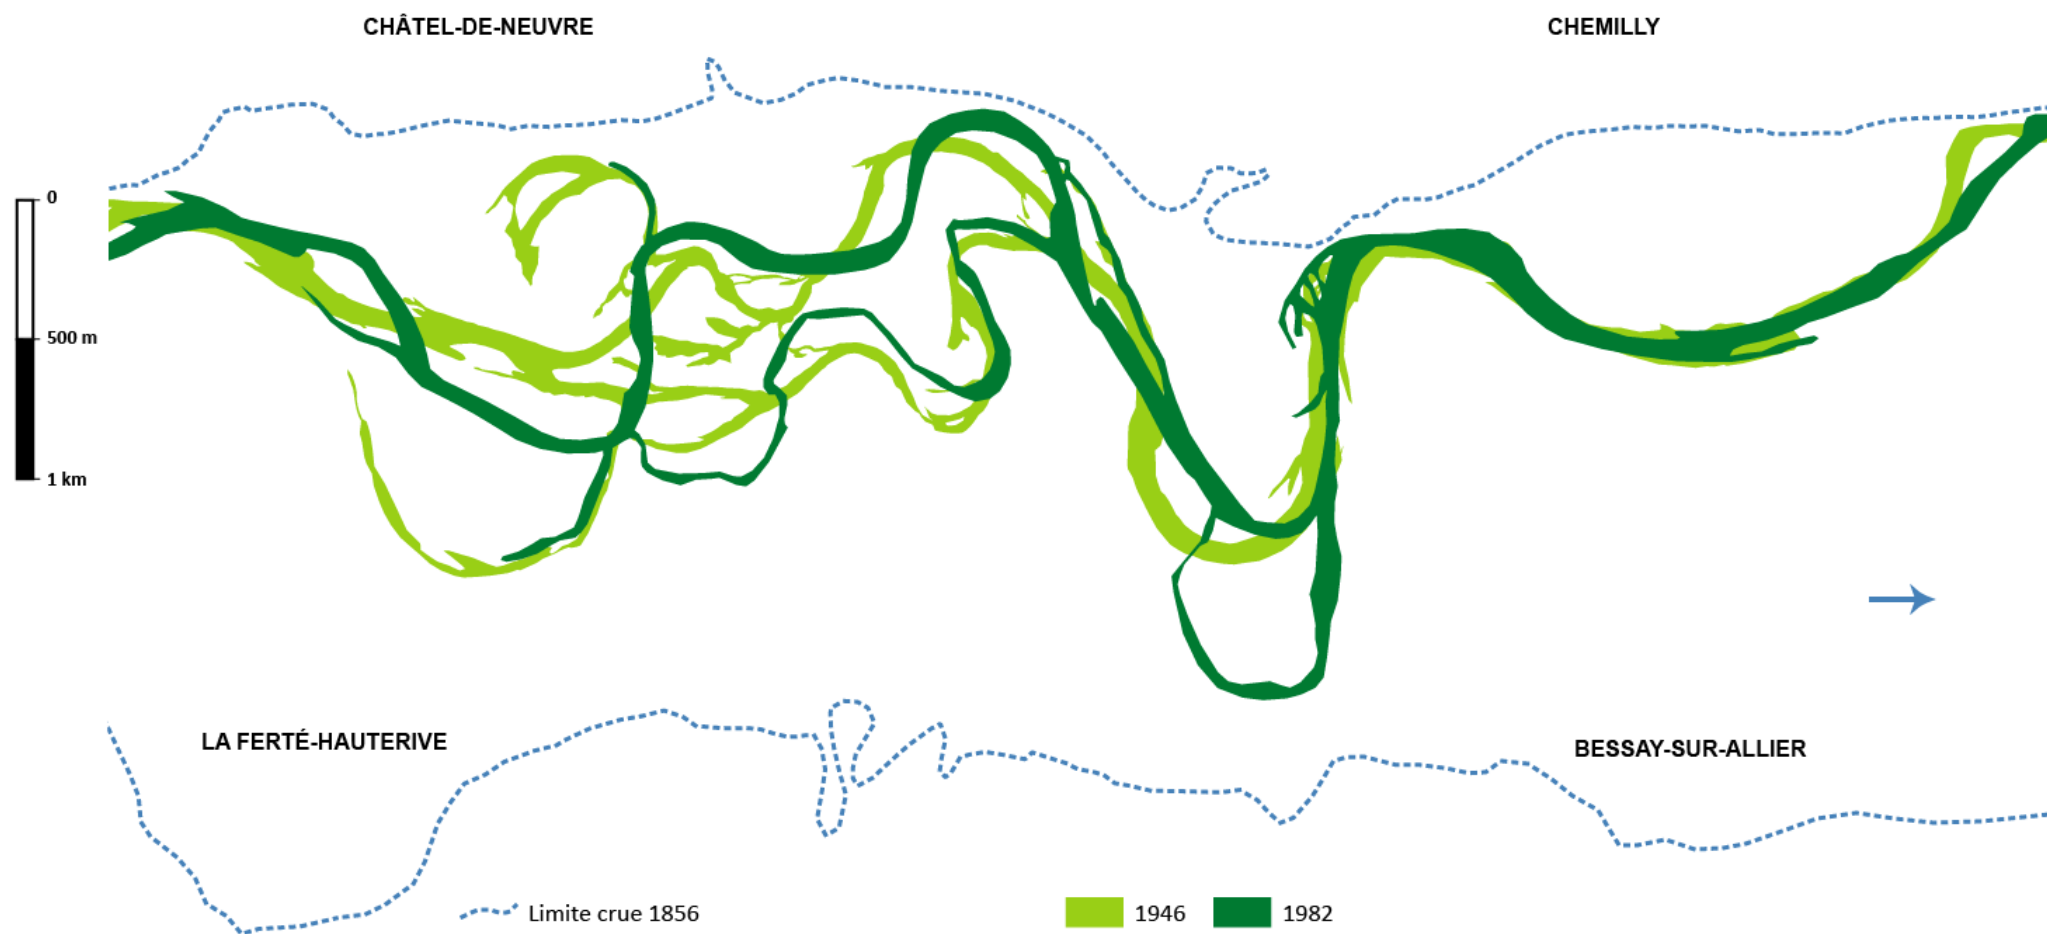 CHÂTEL-DE-NEUVRE
CHEMILLY
0
500 m
1 km
LA FERTÉ-HAUTERIVE
BESSAY-SUR-ALLIER
Limite crue 1856
1946
1982